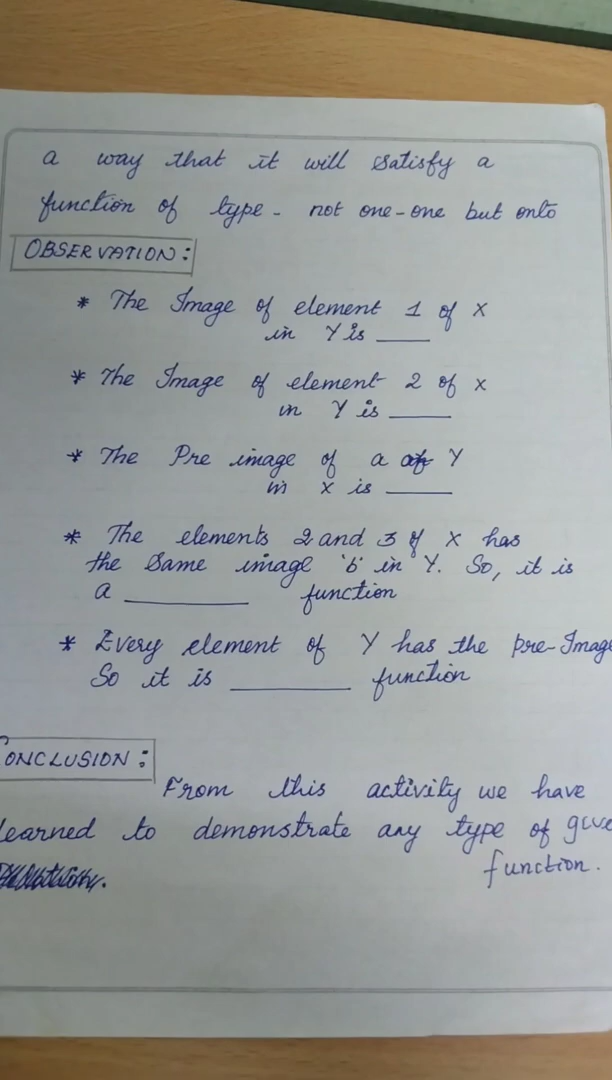 a way that it will satisfy a
function of type - not one-one but onto
OBSERVATION:
* The Image of element 1 of X
in Y is ____
* The Image of element 2 of X
in Y is ____
* The Pre image of a of Y
in X is ____
* The elements 2 and 3 of X has
the same image 'b' in Y. So, it is
a ________ function
* Every element of Y has the pre-Image
So it is ________ function
CONCLUSION:
From this activity we have
learned to demonstrate any type of give
function.